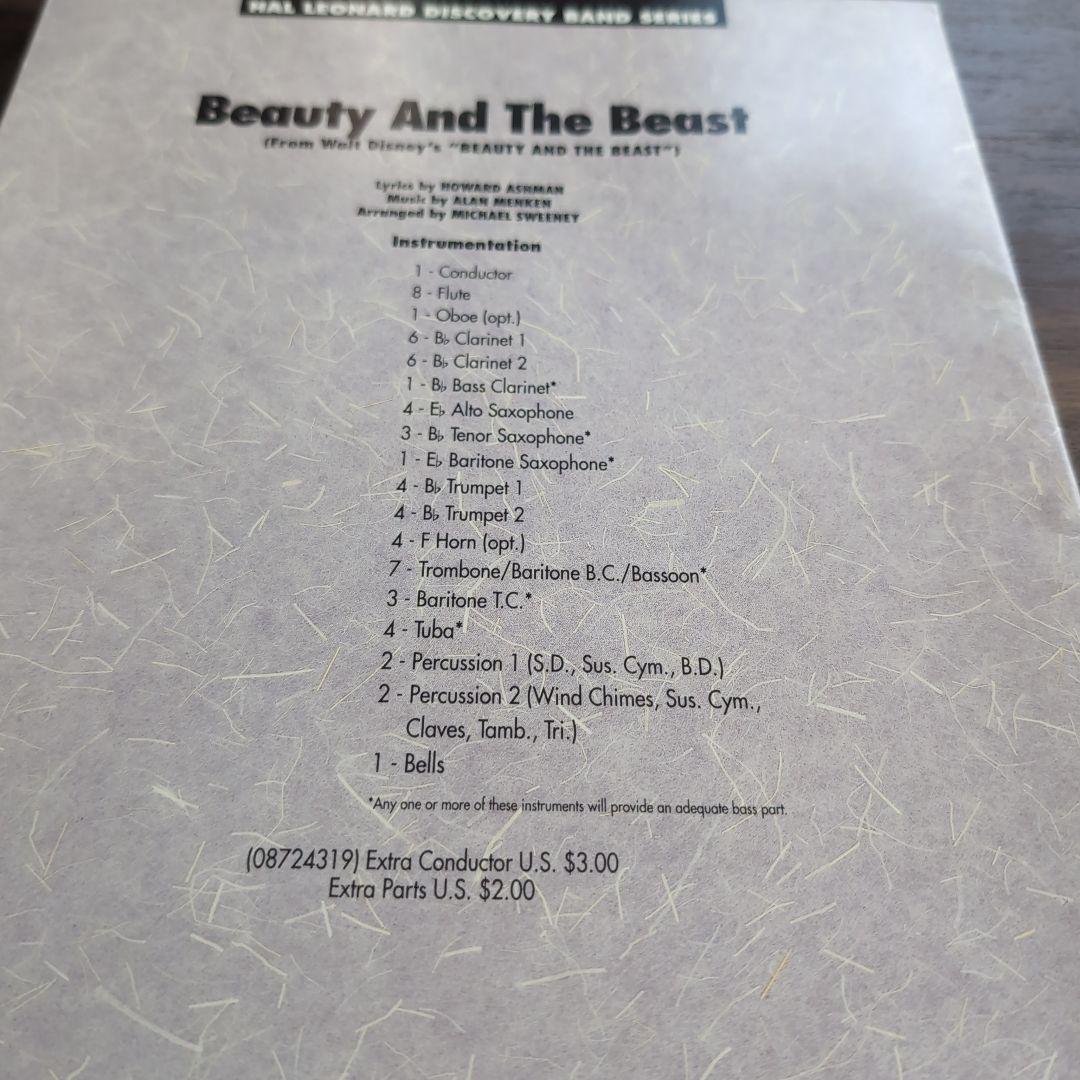 HAL LEONARD DISCOVERY BAND SERIES
Beauty And The Beast
(From Walt Disney's "BEAUTY AND THE BEAST")
Lyrics by HOWARD ASHMAN
Music by ALAN MENKEN
Arranged by MICHAEL SWEENEY
Instrumentation
1 - Conductor
8 - Flute
1 - Oboe (opt.)
6 - B♭ Clarinet 1
6 - B♭ Clarinet 2
1 - B♭ Bass Clarinet*
4 - E♭ Alto Saxophone
3 - B♭ Tenor Saxophone*
1 - E♭ Baritone Saxophone*
4 - B♭ Trumpet 1
4 - B♭ Trumpet 2
4 - F Horn (opt.)
7 - Trombone/Baritone B.C./Bassoon*
3 - Baritone T.C.*
4 - Tuba*
2 - Percussion 1 (S.D., Sus. Cym., B.D.)
2 - Percussion 2 (Wind Chimes, Sus. Cym.,
Claves, Tamb., Tri.)
1 - Bells
*Any one or more of these instruments will provide an adequate bass part.
(08724319) Extra Conductor U.S. $3.00
Extra Parts U.S. $2.00